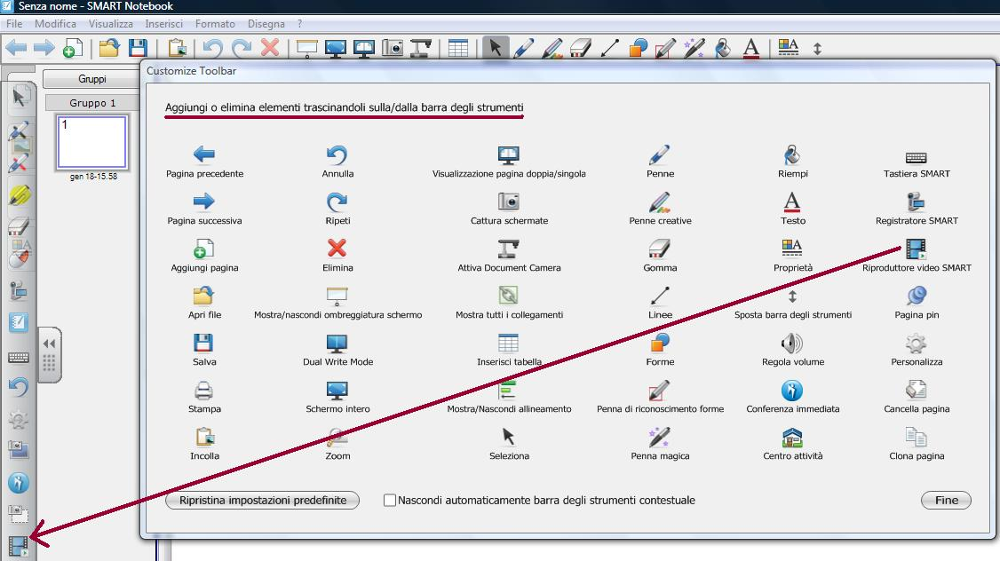 Senza nome - SMART Notebook
File Modifica Visualizza Inserisci Formato Disegna ?
Gruppi
Gruppo 1
1
gen 18-15.58
Customize Toolbar
Aggiungi o elimina elementi trascinandoli sulla/dalla barra degli strumenti
Pagina precedente Annulla Visualizzazione pagina doppia/singola Penne Riempi Tastiera SMART
Pagina successiva Ripeti Cattura schermate Penne creative Testo Registratore SMART
Aggiungi pagina Elimina Attiva Document Camera Gomma Proprietà Riproduttore video SMART
Apri file Mostra/nascondi ombreggiatura schermo Mostra tutti i collegamenti Linee Sposta barra degli strumenti Pagina pin
Salva Dual Write Mode Inserisci tabella Forme Regola volume Personalizza
Stampa Schermo intero Mostra/Nascondi allineamento Penna di riconoscimento forme Conferenza immediata Cancella pagina
Incolla Zoom Seleziona Penna magica Centro attività Clona pagina
Ripristina impostazioni predefinite Nascondi automaticamente barra degli strumenti contestuale Fine